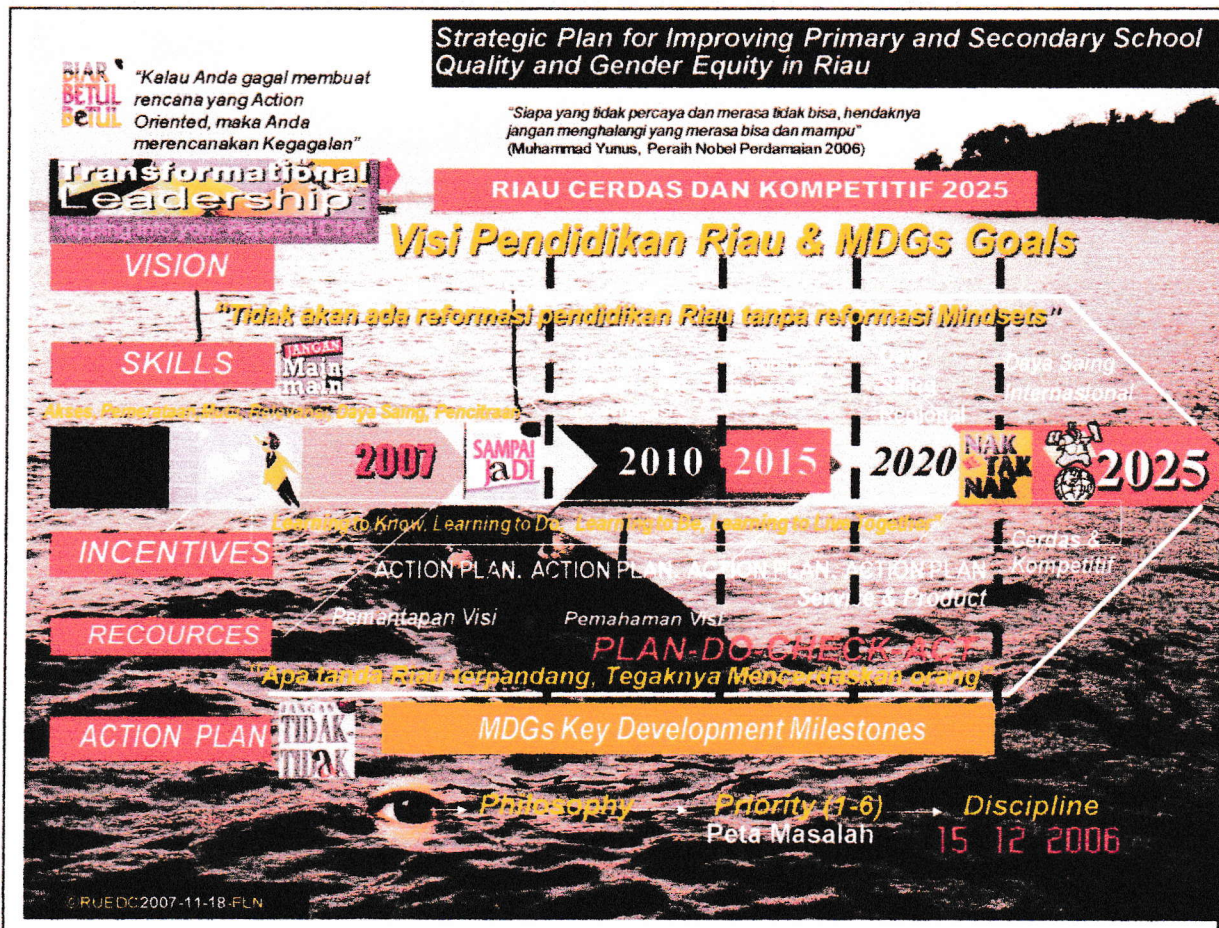 Strategic Plan for Improving Primary and Secondary School
Quality and Gender Equity in Riau
BIAR
BETUL
BeTUL
"Kalau Anda gagal membuat
rencana yang Action
Oriented, maka Anda
merencanakan Kegagalan"
"Siapa yang tidak percaya dan merasa tidak bisa, hendaknya
jangan menghalangi yang merasa bisa dan mampu"
(Muhammad Yunus, Peraih Nobel Perdamaian 2006)
Transformational
Leadership:
RIAU CERDAS DAN KOMPETITIF 2025
Visi Pendidikan Riau & MDGs Goals
VISION
"Tidak akan ada reformasi pendidikan Riau tanpa reformasi Mindsets"
SKILLS
JANGAN
Main
main
Daya Saing
Internasional
Regional
Akses, Pemerataan, Mutu, Relevansi, Daya Saing, Pencitraan
2007
SAMPAI
JaDI
2010
2015
2020
NAK
TAK
NAK
2025
Learning to Know, Learning to Do, Learning to Be, Learning to Live Together"
INCENTIVES
Cerdas &
Kompetitif
ACTION PLAN. ACTION PLAN. ACTION PLAN. ACTION PLAN
Service & Product
Pemantapan Visi
Pemahaman Visi
RECOURCES
PLAN-DO-CHECK-ACT
"Apa tanda Riau terpandang, Tegaknya Mencerdaskan orang"
ACTION PLAN
JANGAN
TIDAK-
TIDaK
MDGs Key Development Milestones
Philosophy
Priority (1-6)
Discipline
Peta Masalah
15 12 2006
©RUEDC2007-11-18-FLN